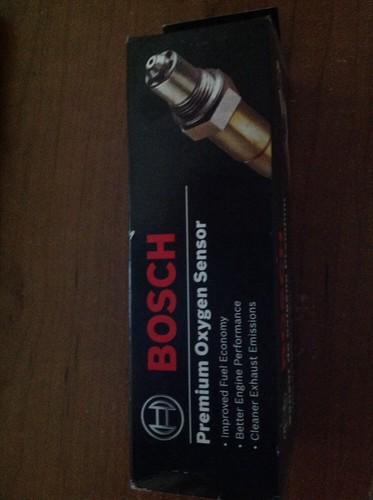 BOSCH
Premium Oxygen Sensor
• Improved Fuel Economy
• Better Engine Performance
• Cleaner Exhaust Emissions